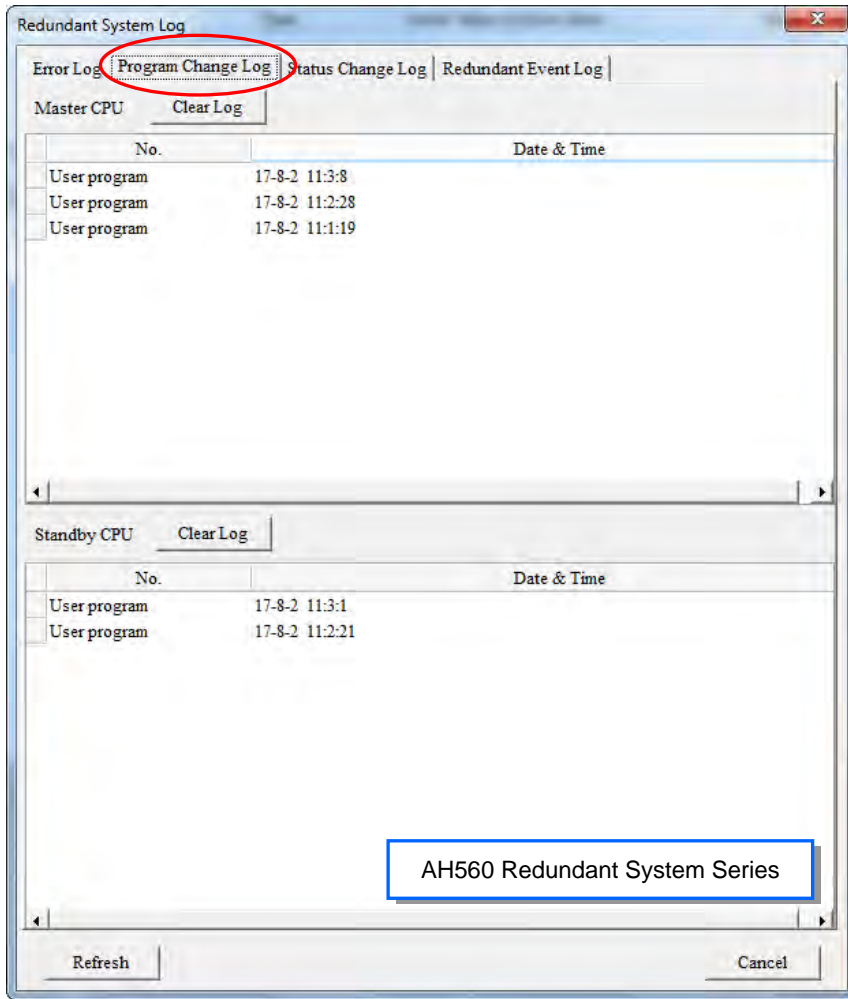 Redundant System Log
Error Log Program Change Log Status Change Log Redundant Event Log
Master CPU Clear Log
No. Date & Time
User program 17-8-2 11:3:8
User program 17-8-2 11:2:28
User program 17-8-2 11:1:19
Standby CPU Clear Log
No. Date & Time
User program 17-8-2 11:3:1
User program 17-8-2 11:2:21
AH560 Redundant System Series
Refresh Cancel